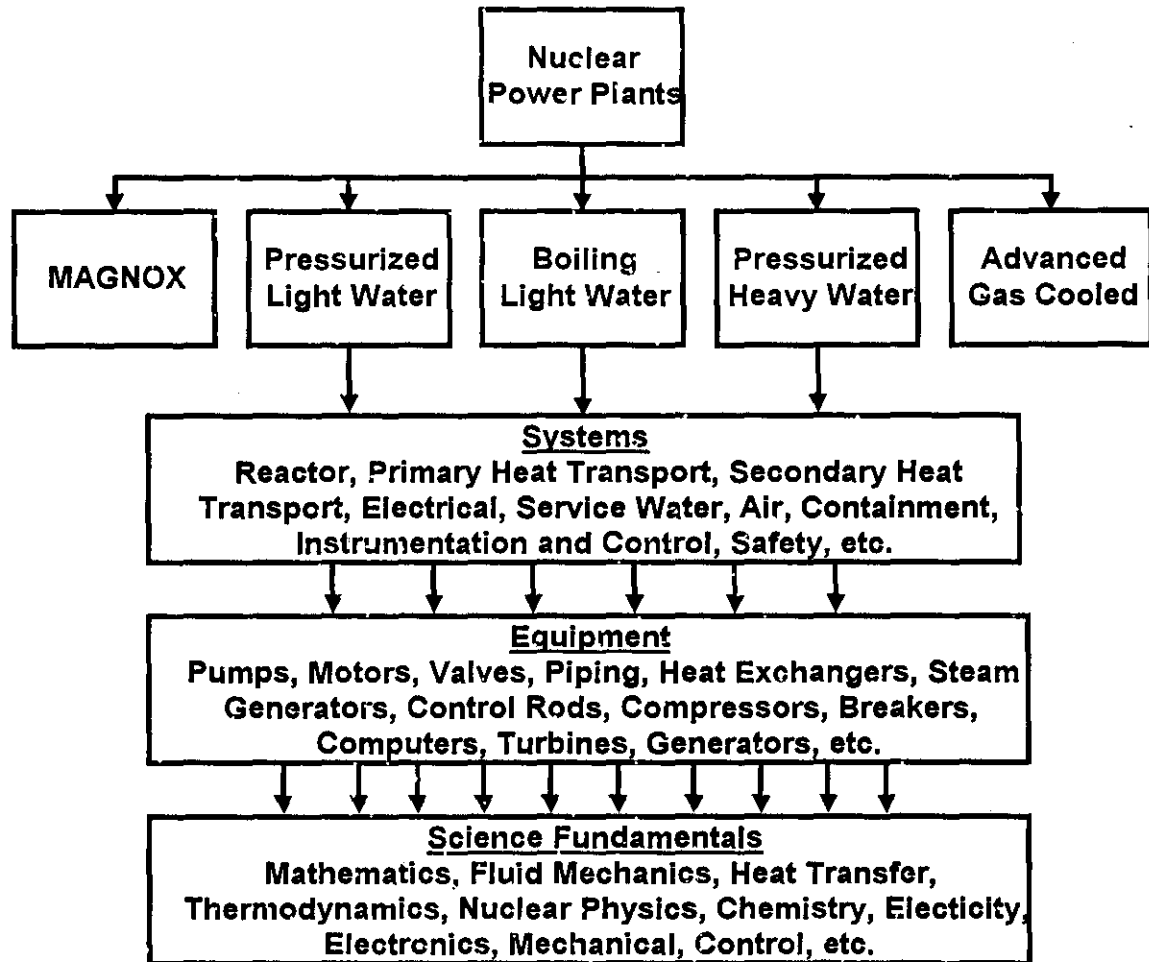 Nuclear
Power Plants
MAGNOX
Pressurized
Light Water
Boiling
Light Water
Pressurized
Heavy Water
Advanced
Gas Cooled
Systems
Reactor, Primary Heat Transport, Secondary Heat
Transport, Electrical, Service Water, Air, Containment,
Instrumentation and Control, Safety, etc.
Equipment
Pumps, Motors, Valves, Piping, Heat Exchangers, Steam
Generators, Control Rods, Compressors, Breakers,
Computers, Turbines, Generators, etc.
Science Fundamentals
Mathematics, Fluid Mechanics, Heat Transfer,
Thermodynamics, Nuclear Physics, Chemistry, Electicity,
Electronics, Mechanical, Control, etc.